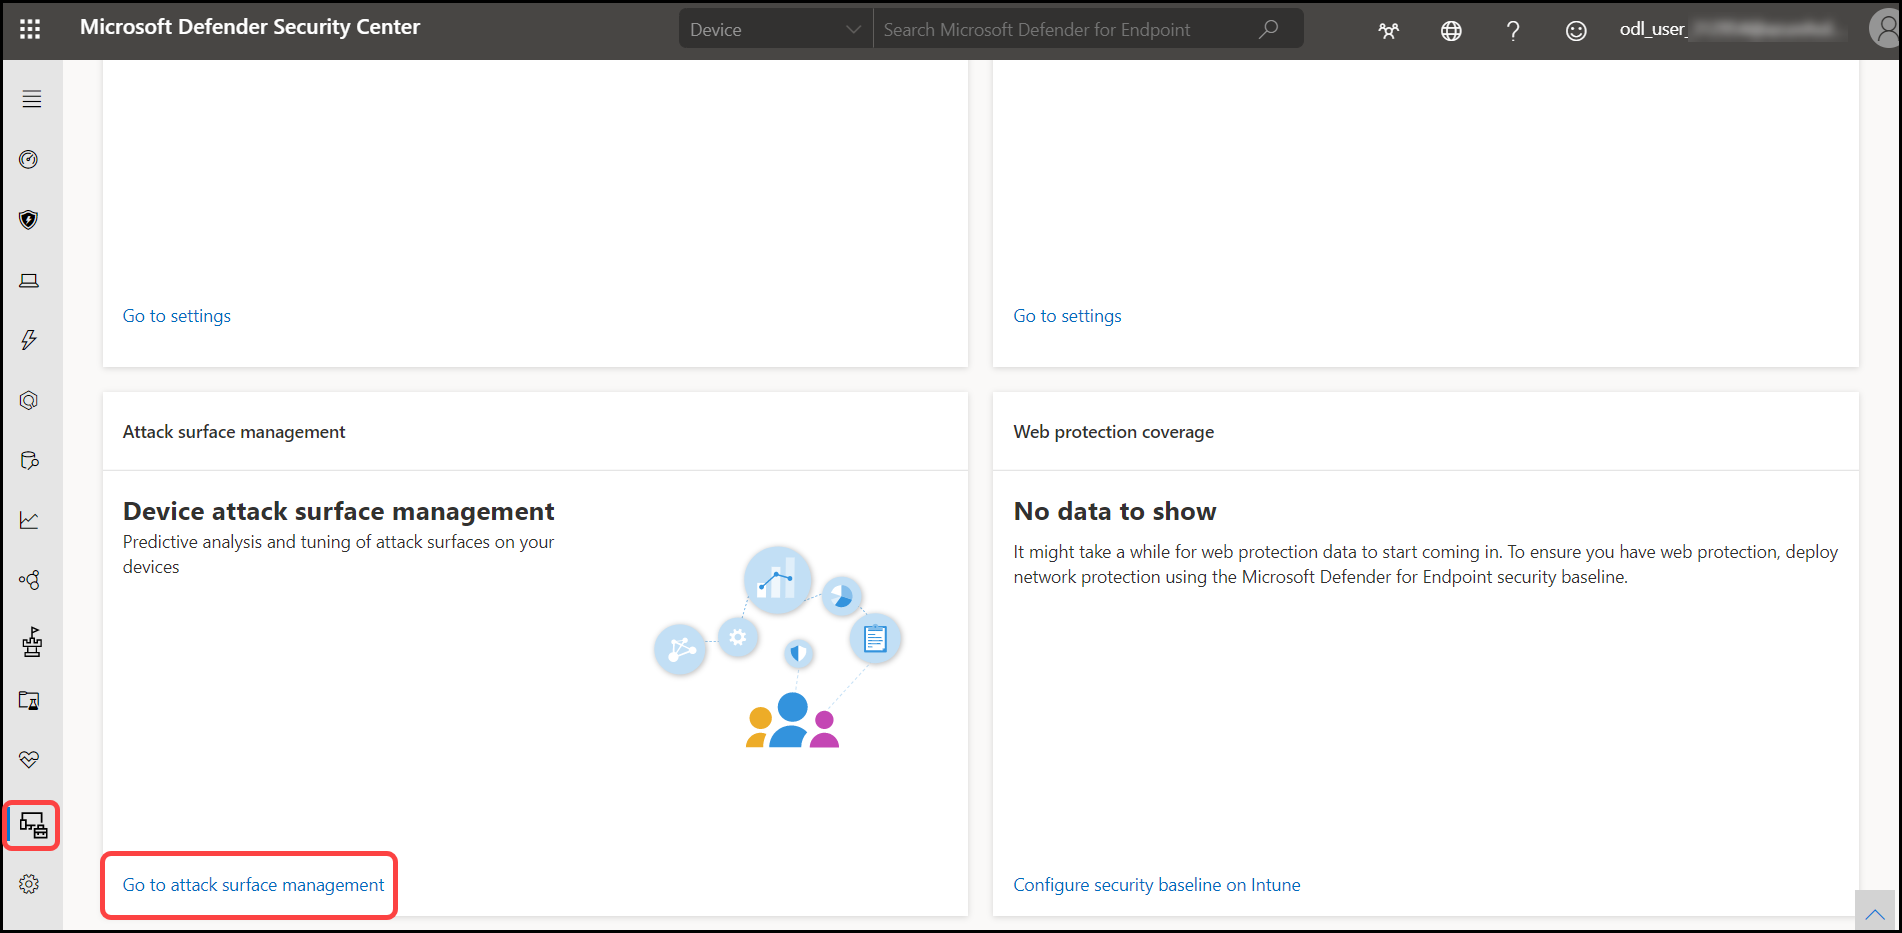 Microsoft Defender Security Center
Device
Search Microsoft Defender for Endpoint
odl_user_
Go to settings
Go to settings
Attack surface management
Device attack surface management
Predictive analysis and tuning of attack surfaces on your
devices
Go to attack surface management
Web protection coverage
No data to show
It might take a while for web protection data to start coming in. To ensure you have web protection, deploy
network protection using the Microsoft Defender for Endpoint security baseline.
Configure security baseline on Intune